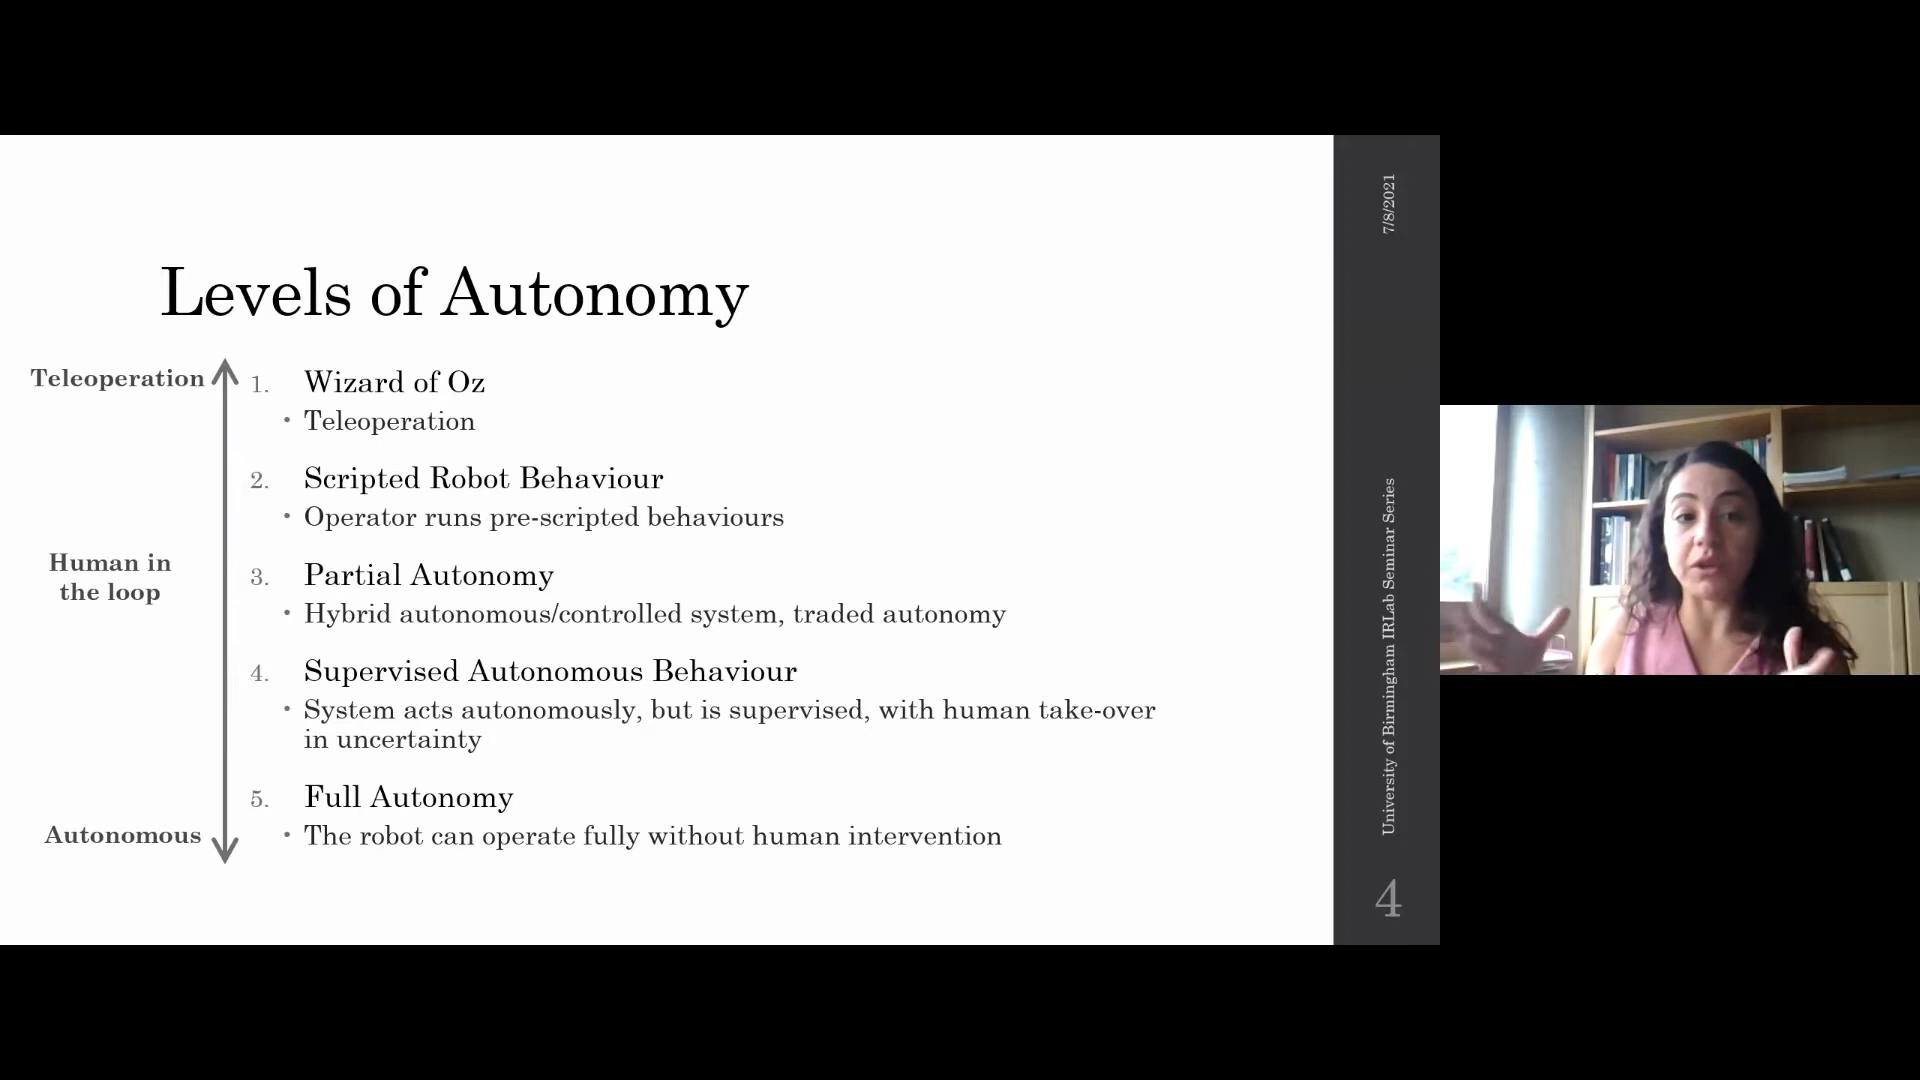 Levels of Autonomy
Teleoperation
Human in
the loop
Autonomous
1. Wizard of Oz
• Teleoperation
2. Scripted Robot Behaviour
• Operator runs pre-scripted behaviours
3. Partial Autonomy
• Hybrid autonomous/controlled system, traded autonomy
4. Supervised Autonomous Behaviour
• System acts autonomously, but is supervised, with human take-over
in uncertainty
5. Full Autonomy
• The robot can operate fully without human intervention
7/8/2021
University of Birmingham IRLab Seminar Series
4